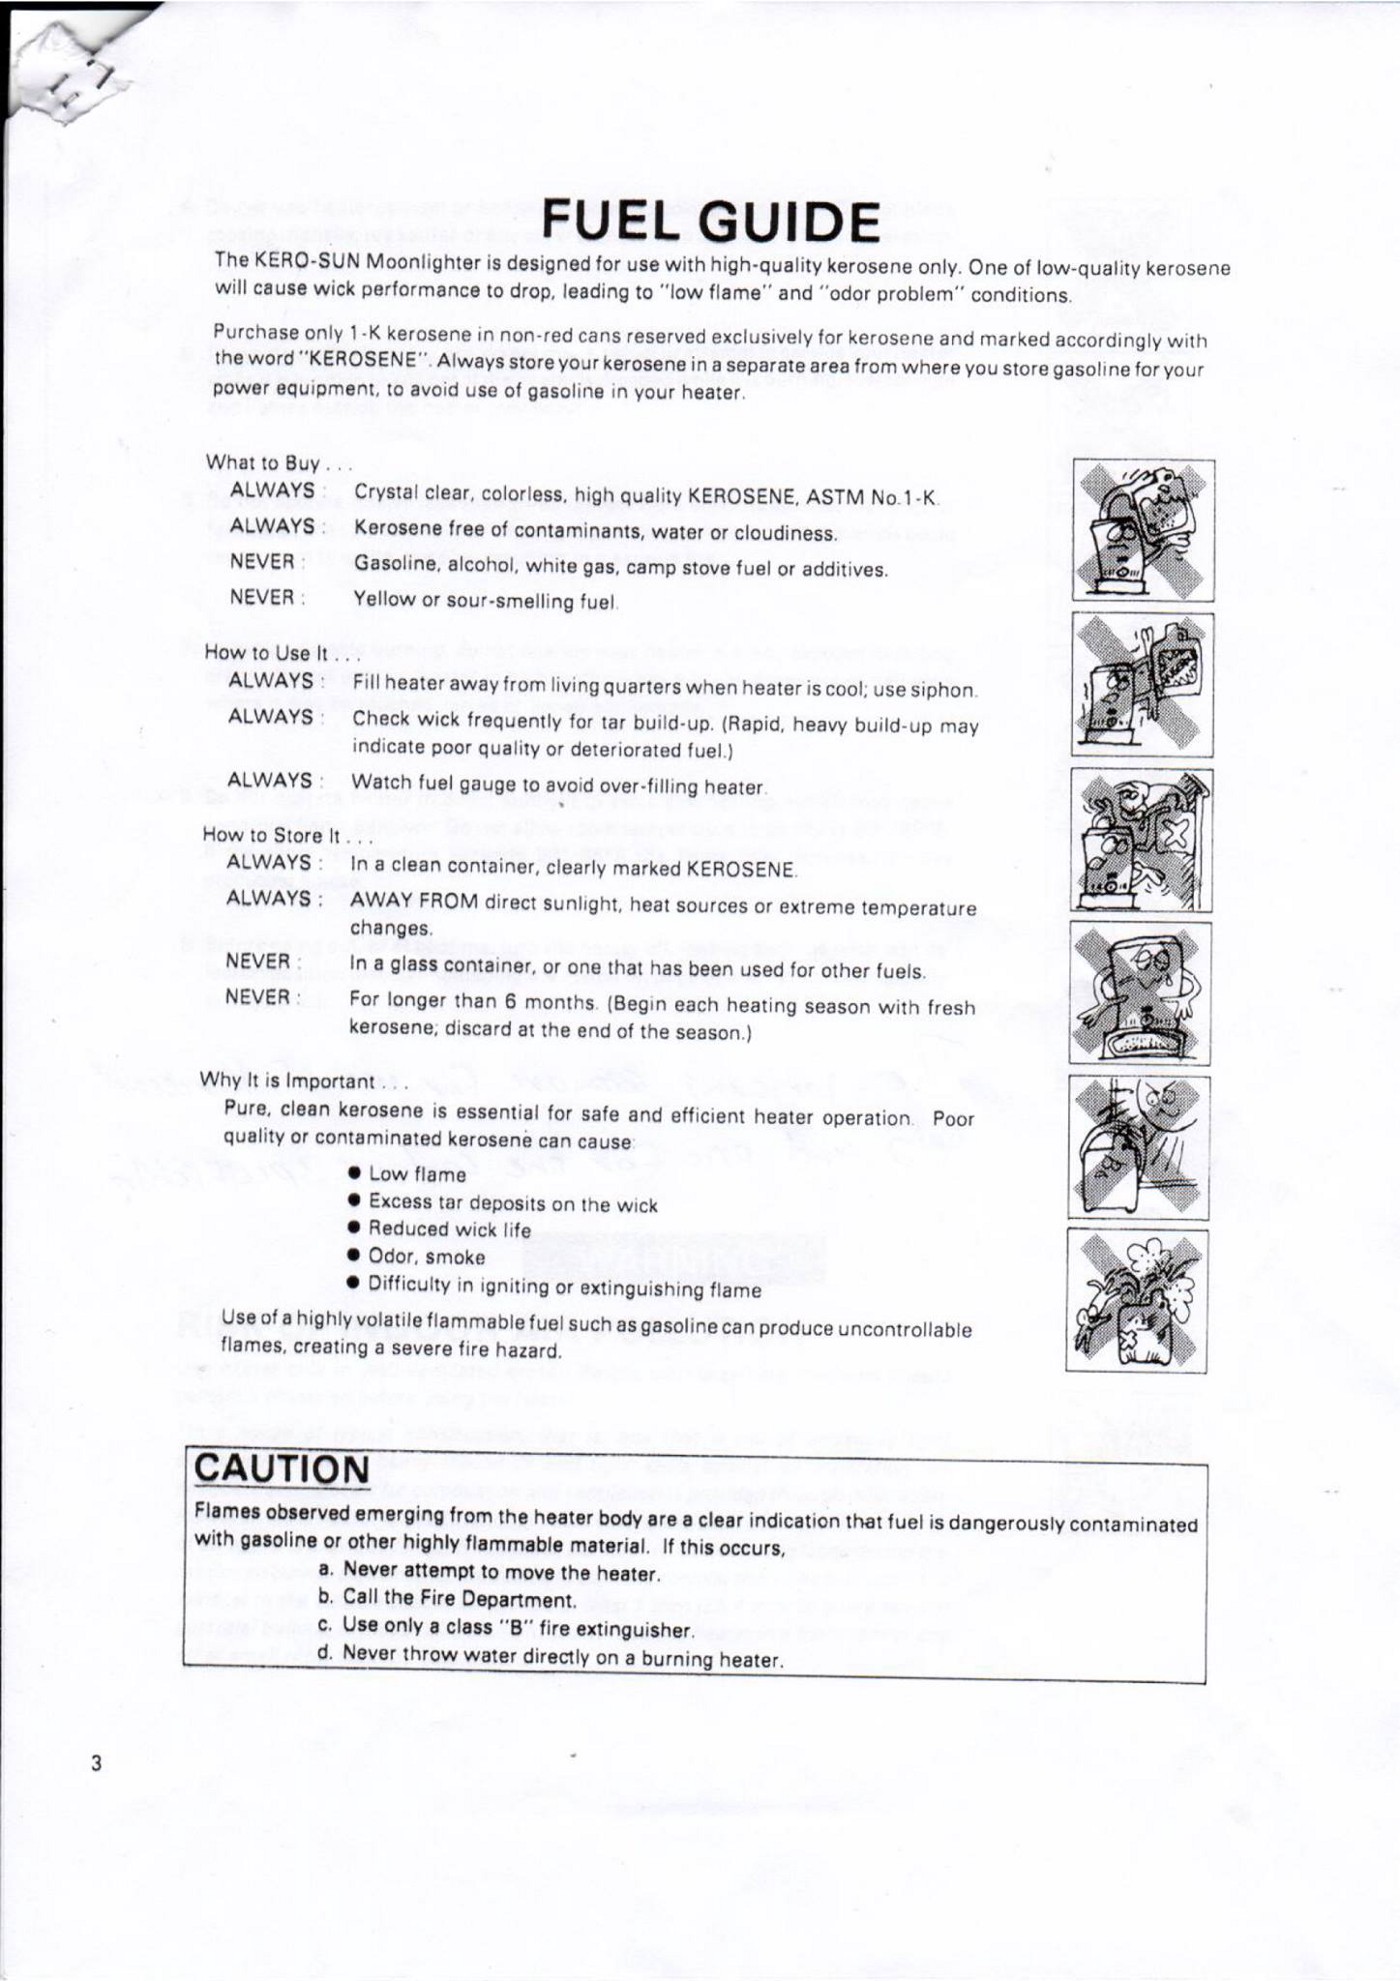 FUEL GUIDE
The KERO-SUN Moonlighter is designed for use with high-quality kerosene only. One of low-quality kerosene
will cause wick performance to drop, leading to "low flame" and "odor problem" conditions.
Purchase only 1-K kerosene in non-red cans reserved exclusively for kerosene and marked accordingly with
the word "KEROSENE". Always store your kerosene in a separate area from where you store gasoline for your
power equipment, to avoid use of gasoline in your heater.
What to Buy . . .
ALWAYS : Crystal clear, colorless, high quality KEROSENE, ASTM No.1-K.
ALWAYS : Kerosene free of contaminants, water or cloudiness.
NEVER : Gasoline, alcohol, white gas, camp stove fuel or additives.
NEVER : Yellow or sour-smelling fuel.
How to Use It . . .
ALWAYS : Fill heater away from living quarters when heater is cool; use siphon.
ALWAYS : Check wick frequently for tar build-up. (Rapid, heavy build-up may
indicate poor quality or deteriorated fuel.)
ALWAYS : Watch fuel gauge to avoid over-filling heater.
How to Store It . . .
ALWAYS : In a clean container, clearly marked KEROSENE.
ALWAYS : AWAY FROM direct sunlight, heat sources or extreme temperature
changes.
NEVER : In a glass container, or one that has been used for other fuels.
NEVER : For longer than 6 months. (Begin each heating season with fresh
kerosene; discard at the end of the season.)
Why It is Important . . .
Pure, clean kerosene is essential for safe and efficient heater operation. Poor
quality or contaminated kerosene can cause:
● Low flame
● Excess tar deposits on the wick
● Reduced wick life
● Odor, smoke
● Difficulty in igniting or extinguishing flame
Use of a highly volatile flammable fuel such as gasoline can produce uncontrollable
flames, creating a severe fire hazard.
CAUTION
Flames observed emerging from the heater body are a clear indication that fuel is dangerously contaminated
with gasoline or other highly flammable material. If this occurs,
a. Never attempt to move the heater.
b. Call the Fire Department.
c. Use only a class "B" fire extinguisher.
d. Never throw water directly on a burning heater.
3